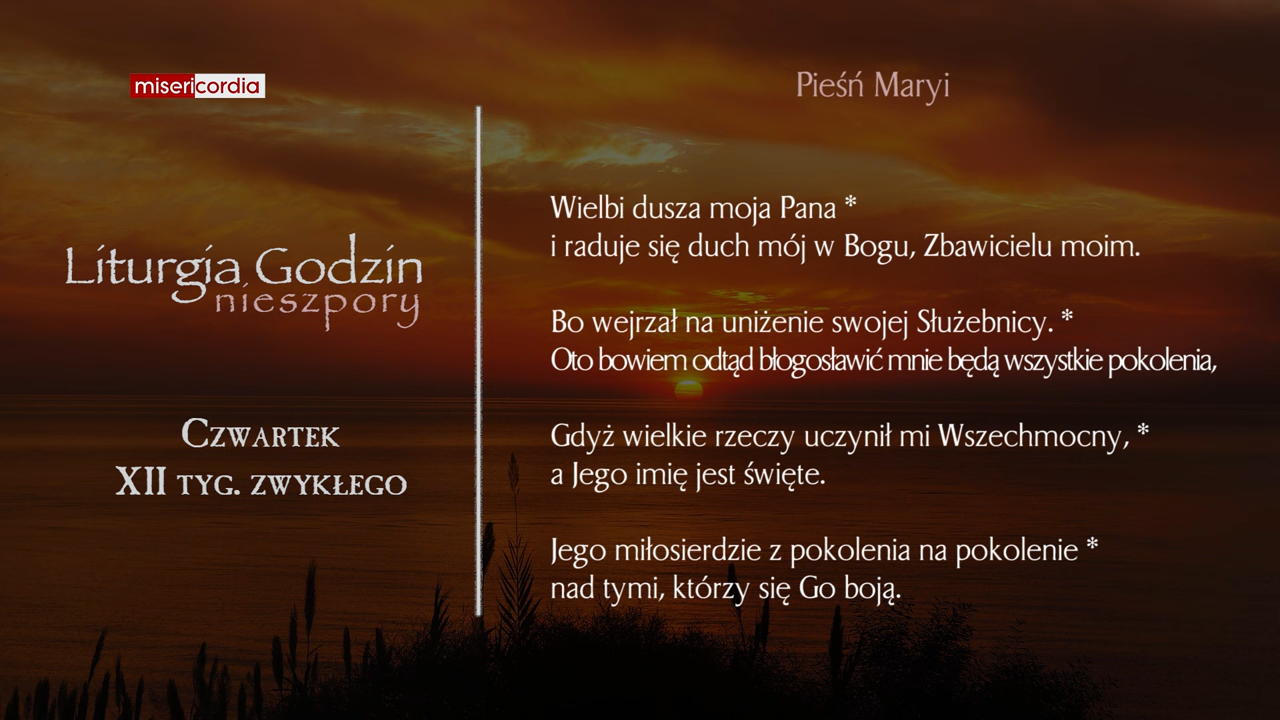 misericordia
Liturgia Godzin
nieszpory
Czwartek
XII tyg. zwykłego
Pieśń Maryi
Wielbi dusza moja Pana *
i raduje się duch mój w Bogu, Zbawicielu moim.
Bo wejrzał na uniżenie swojej Służebnicy. *
Oto bowiem odtąd błogosławić mnie będą wszystkie pokolenia,
Gdyż wielkie rzeczy uczynił mi Wszechmocny, *
a Jego imię jest święte.
Jego miłosierdzie z pokolenia na pokolenie *
nad tymi, którzy się Go boją.